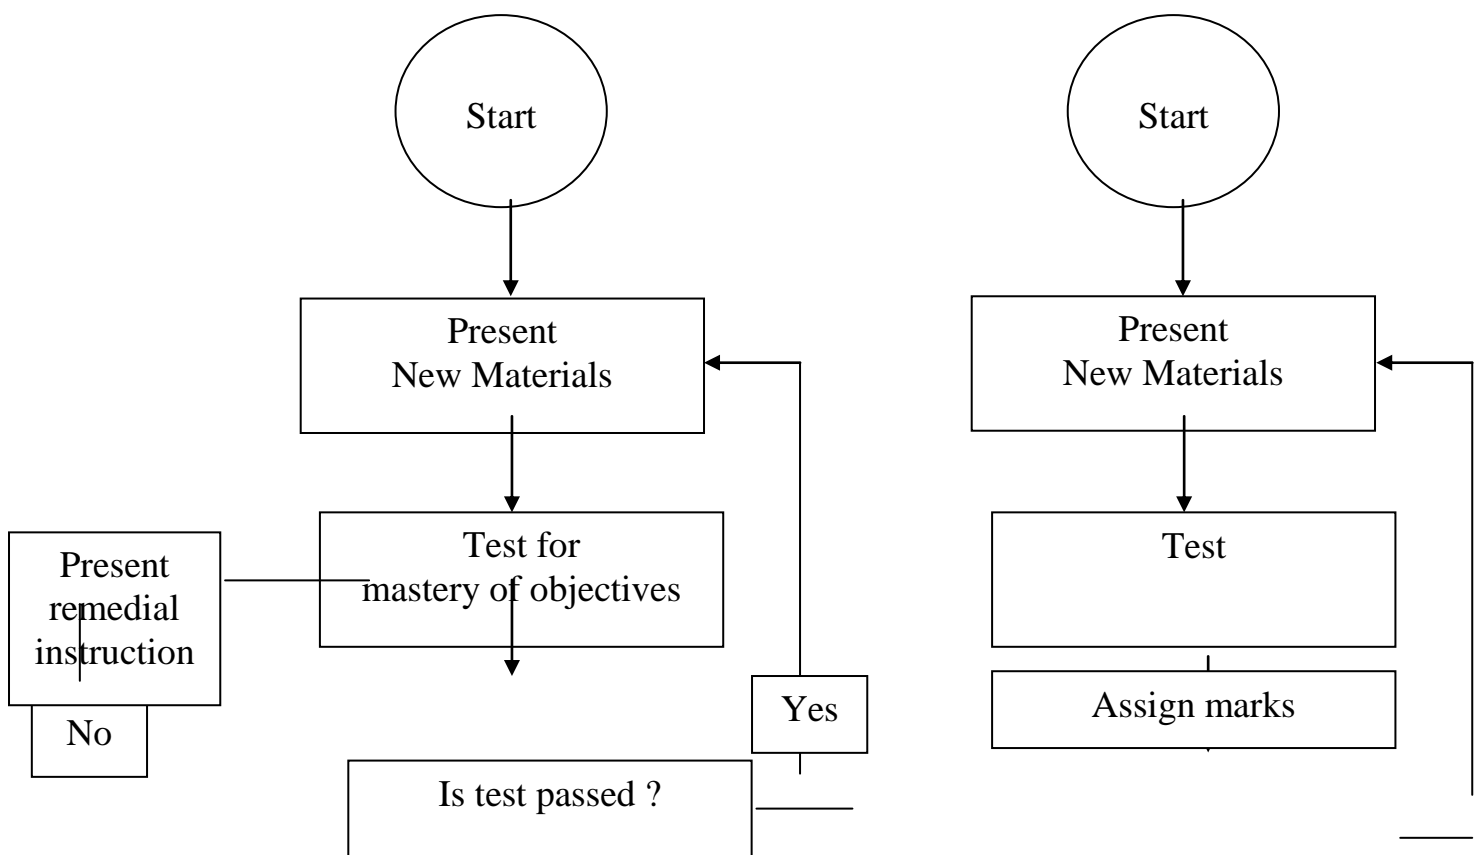 Start
Present
New Materials
Test for
mastery of objectives
Present
remedial
instruction
No
Yes
Is test passed ?
Start
Present
New Materials
Test
Assign marks